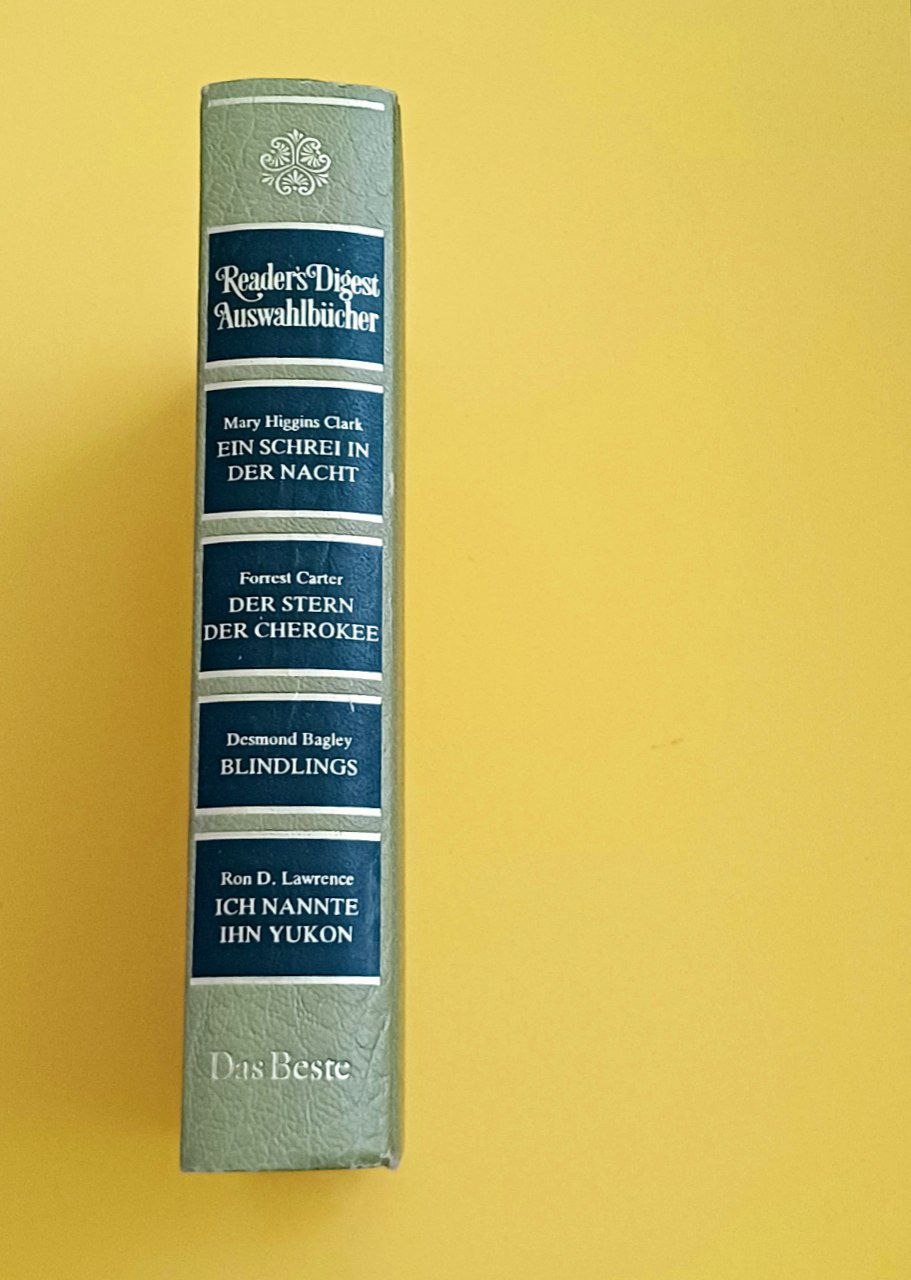 Reader's Digest
Auswahlbücher
Mary Higgins Clark
EIN SCHREI IN
DER NACHT
Forrest Carter
DER STERN
DER CHEROKEE
Desmond Bagley
BLINDLINGS
Ron D. Lawrence
ICH NANNTE
IHN YUKON
Das Beste